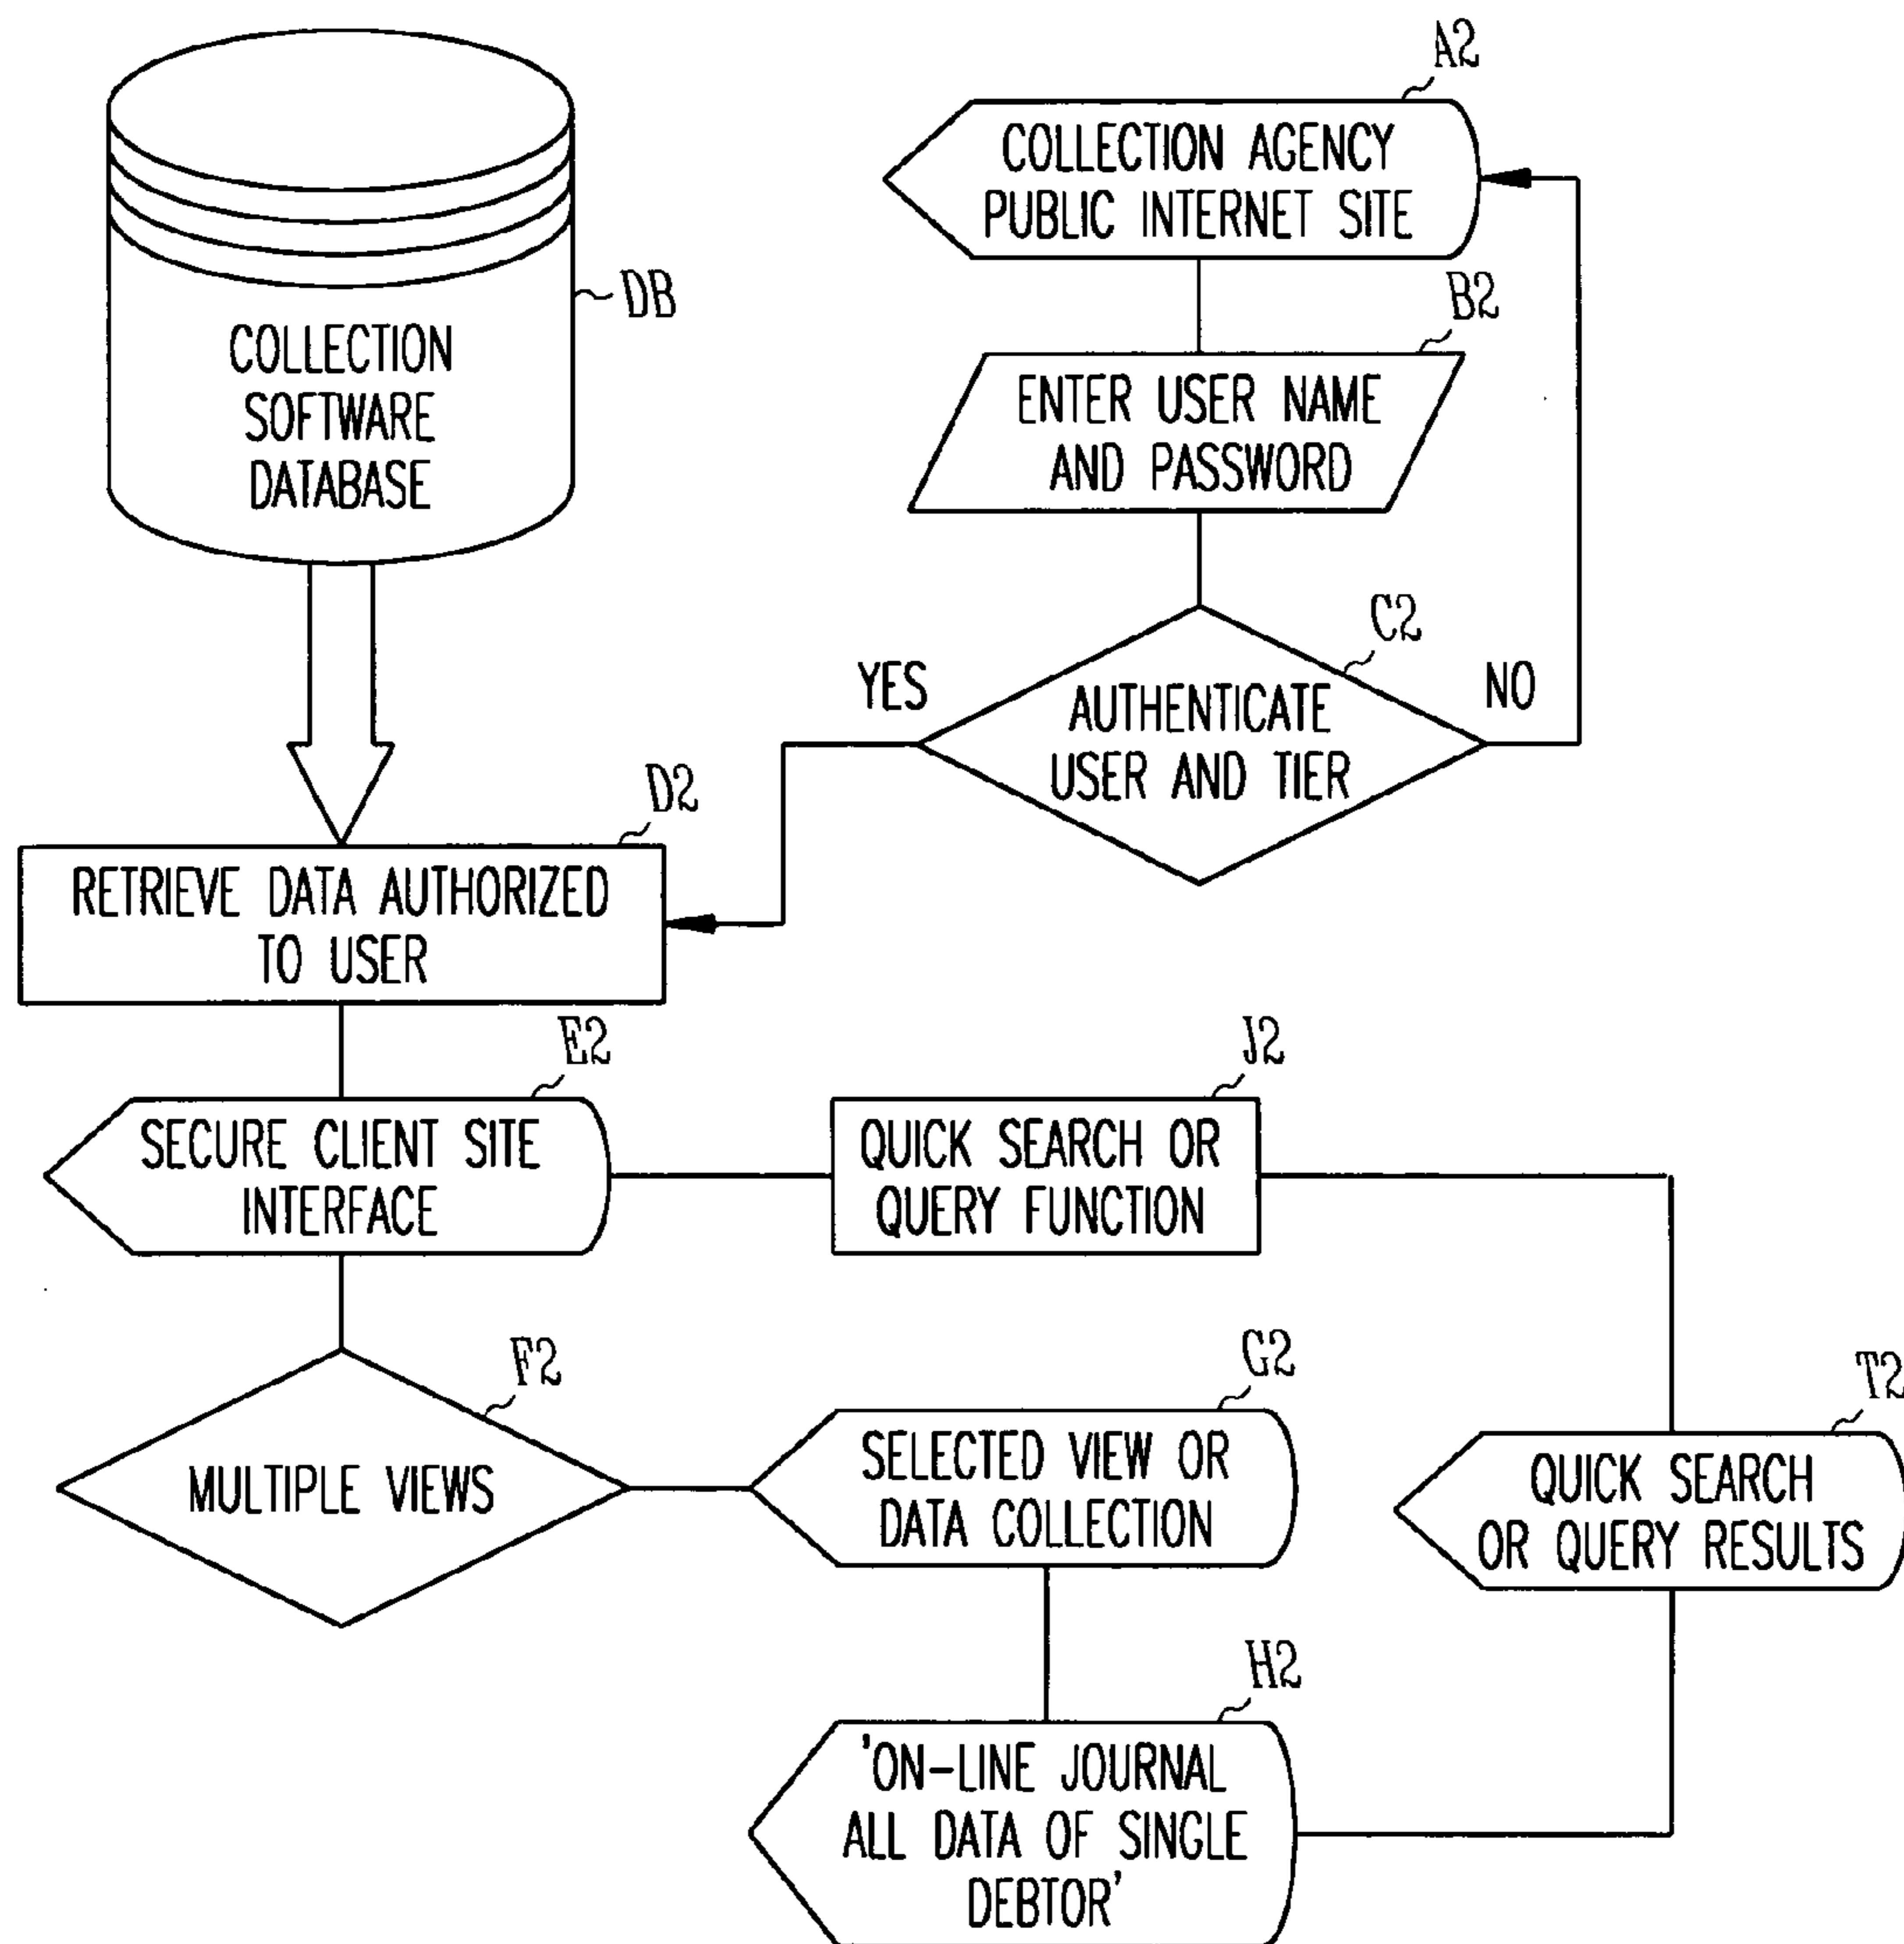 A2
COLLECTION AGENCY
PUBLIC INTERNET SITE
DB
COLLECTION
SOFTWARE
DATABASE
B2
ENTER USER NAME
AND PASSWORD
C2
YES
NO
AUTHENTICATE
USER AND TIER
D2
RETRIEVE DATA AUTHORIZED
TO USER
E2
SECURE CLIENT SITE
INTERFACE
J2
QUICK SEARCH OR
QUERY FUNCTION
F2
MULTIPLE VIEWS
G2
SELECTED VIEW OR
DATA COLLECTION
T2
QUICK SEARCH
OR QUERY RESULTS
H2
'ON-LINE JOURNAL
ALL DATA OF SINGLE
DEBTOR'